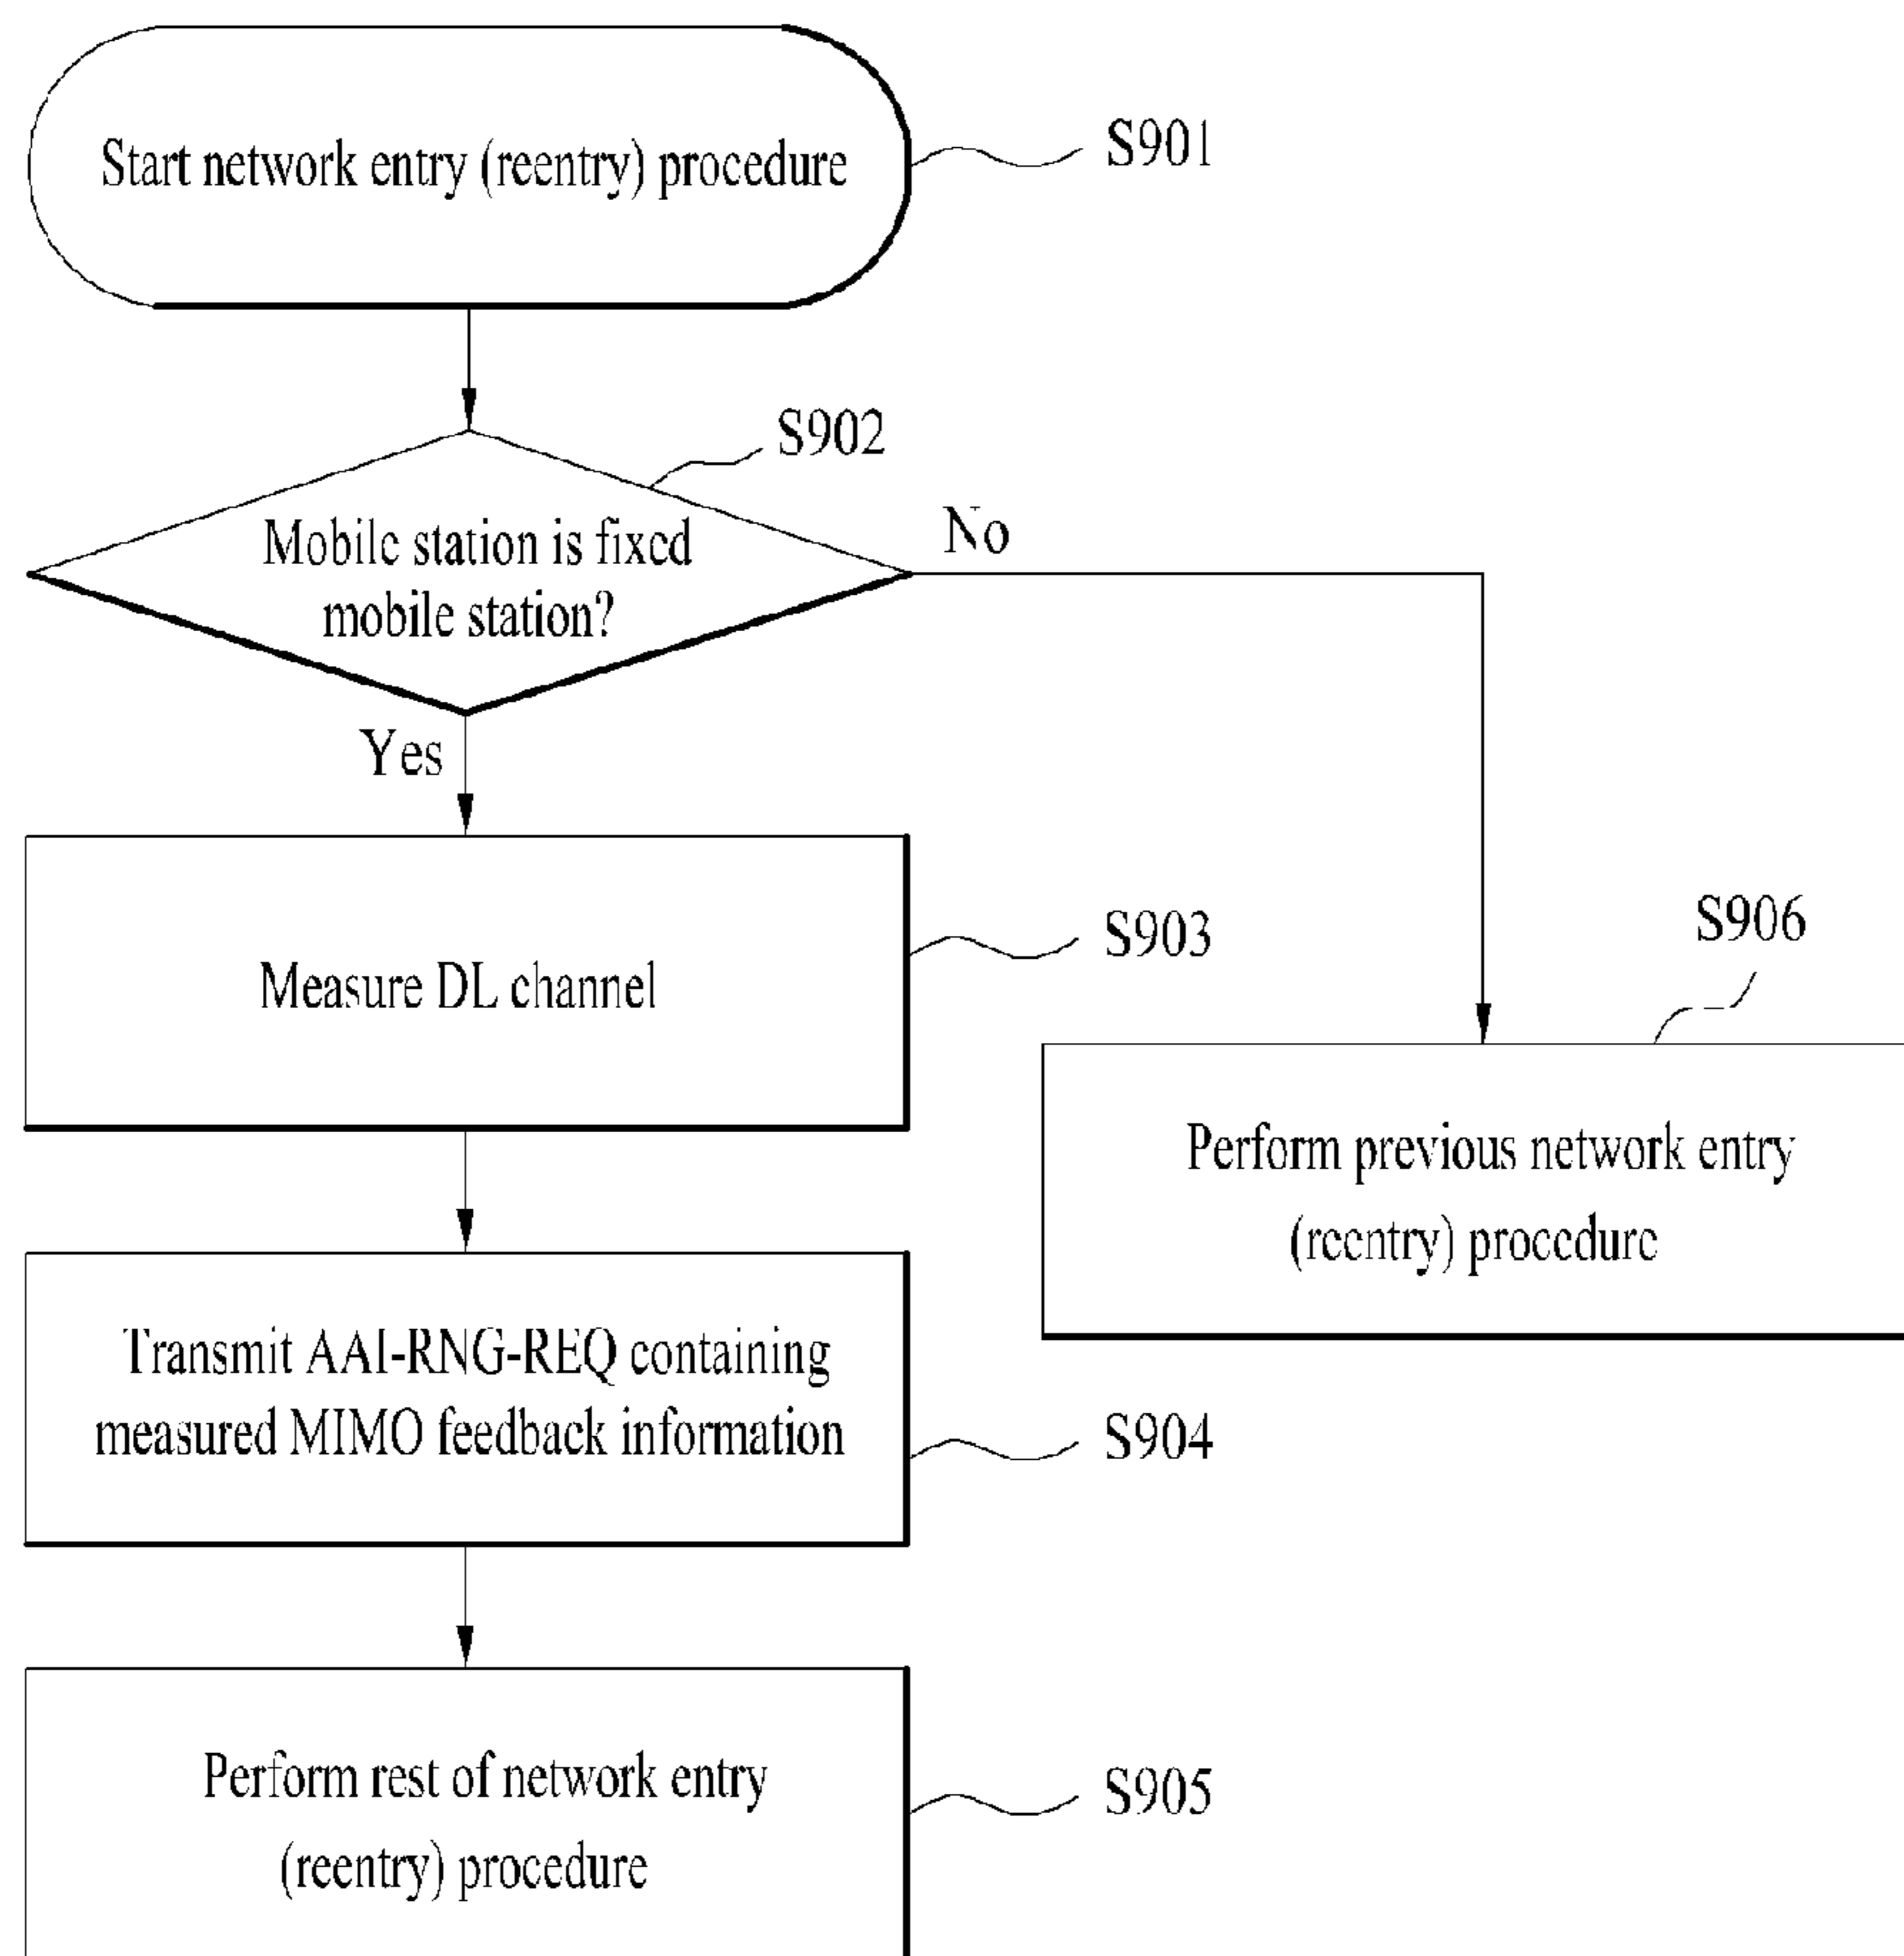 Start network entry (reentry) procedure
S901
S902
Mobile station is fixed
mobile station?
No
Yes
Measure DL channel
S903
S906
Perform previous network entry
(reentry) procedure
Transmit AAI-RNG-REQ containing
measured MIMO feedback information
S904
Perform rest of network entry
(reentry) procedure
S905